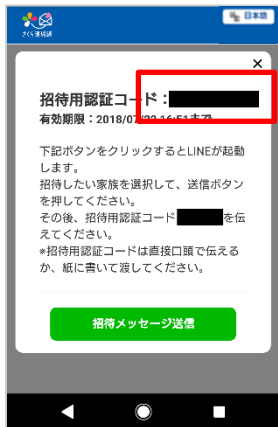 さくら連絡網
日本語
×
招待用認証コード：
有効期限：2018/07/22 16:51まで
下記ボタンをクリックするとLINEが起動
します。
招待したい家族を選択して、送信ボタン
を押してください。
その後、招待用認証コード を伝
えてください。
*招待用認証コードは直接口頭で伝える
か、紙に書いて渡してください。
招待メッセージ送信